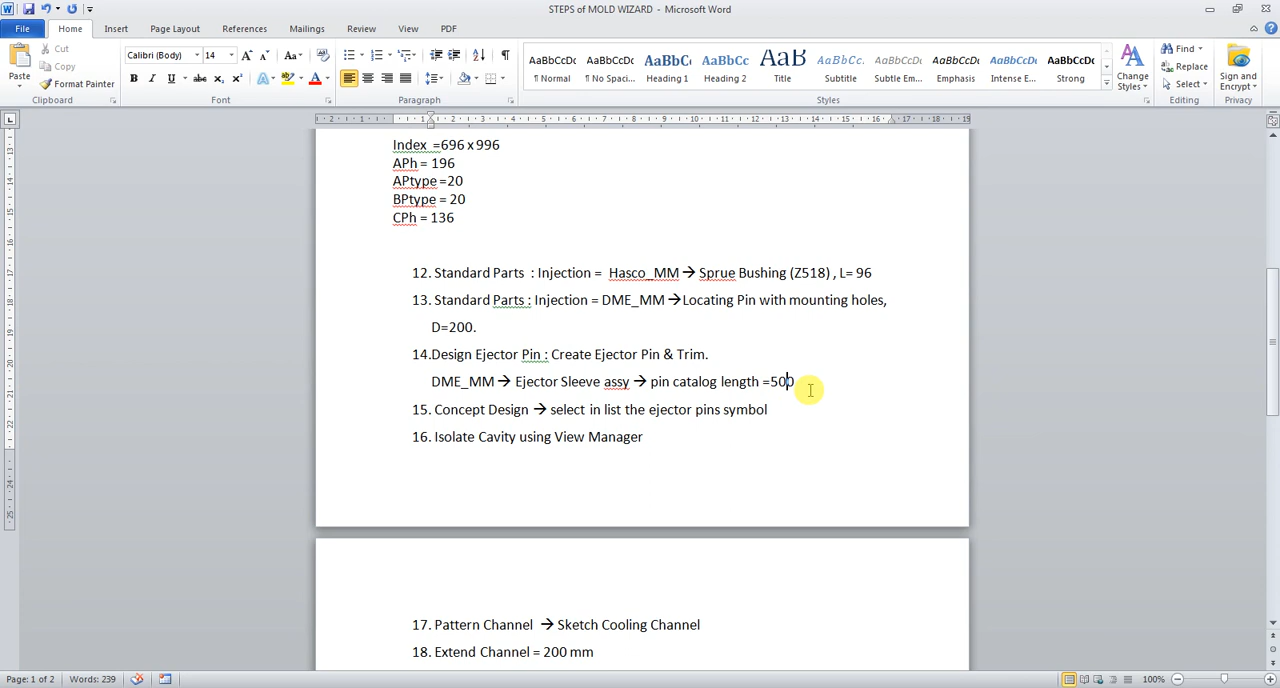 STEPS of MOLD WIZARD - Microsoft Word
File Home Insert Page Layout References Mailings Review View PDF
Paste
Cut
Copy
Format Painter
Clipboard
Calibri (Body) 14
Font
Paragraph
AaBbCcDc AaBbCcDc AaBbC AaBbCc AaB AaBbCc. AaBbCcDc AaBbCcDc AaBbCcDc AaBbCcDc
¶ Normal ¶ No Spaci... Heading 1 Heading 2 Title Subtitle Subtle Em... Emphasis Intense E... Strong
Styles
Change Styles
Find
Replace
Select
Editing
Sign and Encrypt
Privacy
Index =696 x 996
APh = 196
APtype =20
BPtype = 20
CPh = 136
12. Standard Parts : Injection = Hasco_MM → Sprue Bushing (Z518) , L= 96
13. Standard Parts : Injection = DME_MM →Locating Pin with mounting holes,
D=200.
14.Design Ejector Pin : Create Ejector Pin & Trim.
DME_MM → Ejector Sleeve assy → pin catalog length =500
15. Concept Design → select in list the ejector pins symbol
16. Isolate Cavity using View Manager
17. Pattern Channel → Sketch Cooling Channel
18. Extend Channel = 200 mm
Page: 1 of 2 Words: 239 100%